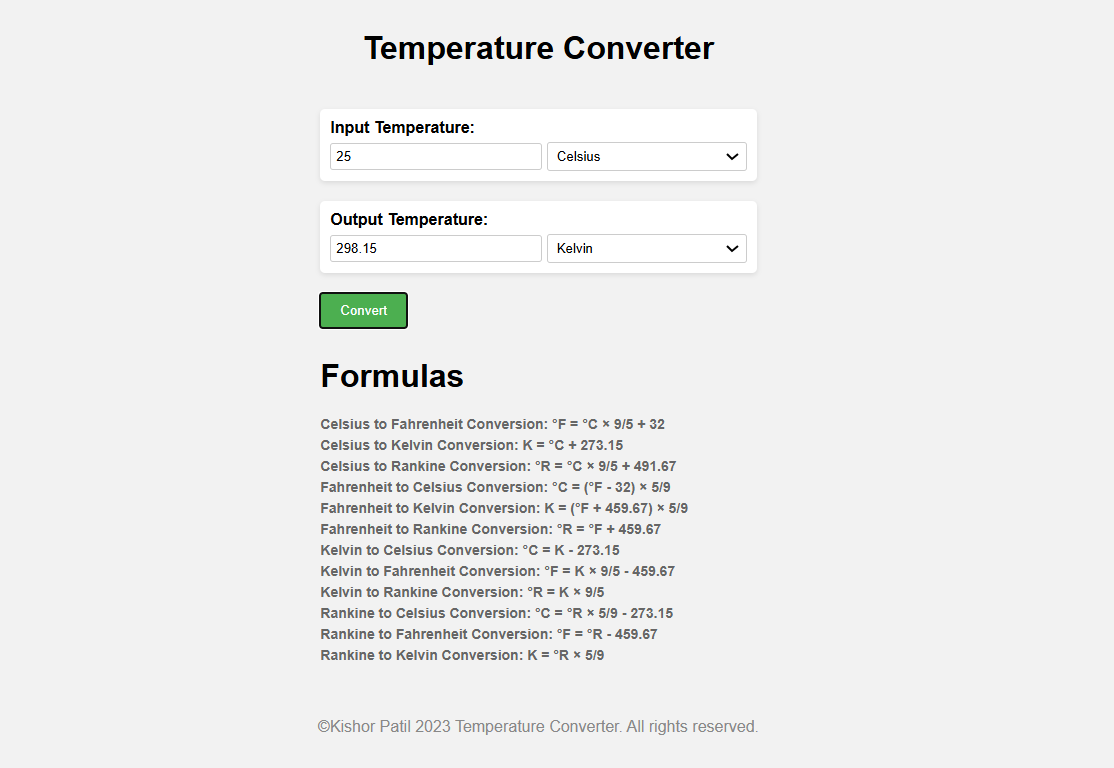 Temperature Converter
Input Temperature:
25 Celsius
Output Temperature:
298.15 Kelvin
Convert
Formulas
Celsius to Fahrenheit Conversion: °F = °C × 9/5 + 32
Celsius to Kelvin Conversion: K = °C + 273.15
Celsius to Rankine Conversion: °R = °C × 9/5 + 491.67
Fahrenheit to Celsius Conversion: °C = (°F - 32) × 5/9
Fahrenheit to Kelvin Conversion: K = (°F + 459.67) × 5/9
Fahrenheit to Rankine Conversion: °R = °F + 459.67
Kelvin to Celsius Conversion: °C = K - 273.15
Kelvin to Fahrenheit Conversion: °F = K × 9/5 - 459.67
Kelvin to Rankine Conversion: °R = K × 9/5
Rankine to Celsius Conversion: °C = °R × 5/9 - 273.15
Rankine to Fahrenheit Conversion: °F = °R - 459.67
Rankine to Kelvin Conversion: K = °R × 5/9
©Kishor Patil 2023 Temperature Converter. All rights reserved.